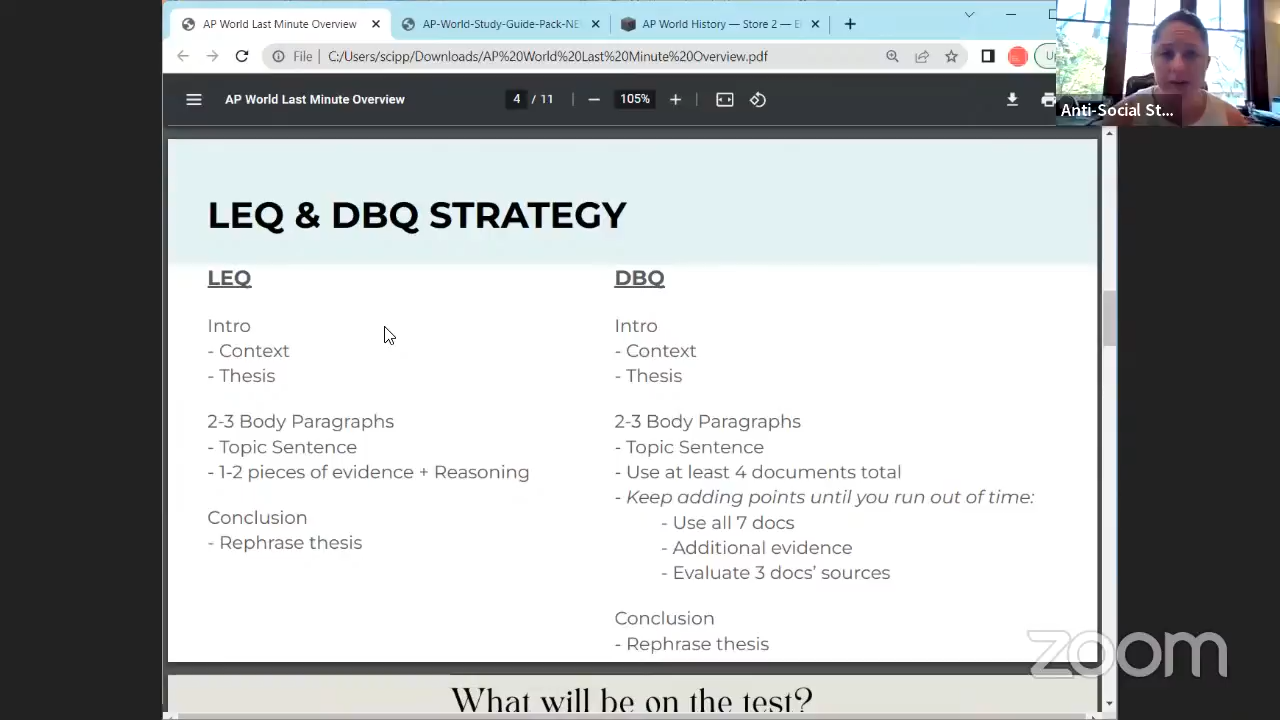 AP World Last Minute Overview
AP-World-Study-Guide-Pack-NE
AP World History — Store 2 — E
File
C:/Users/scipp/Downloads/AP%20World%20Last%20Minute%20Overview.pdf
AP World Last Minute Overview
4 / 11
105%
Anti-Social St...
LEQ & DBQ STRATEGY
LEQ
Intro
- Context
- Thesis
2-3 Body Paragraphs
- Topic Sentence
- 1-2 pieces of evidence + Reasoning
Conclusion
- Rephrase thesis
DBQ
Intro
- Context
- Thesis
2-3 Body Paragraphs
- Topic Sentence
- Use at least 4 documents total
- Keep adding points until you run out of time:
- Use all 7 docs
- Additional evidence
- Evaluate 3 docs' sources
Conclusion
- Rephrase thesis
zoom
What will be on the test?